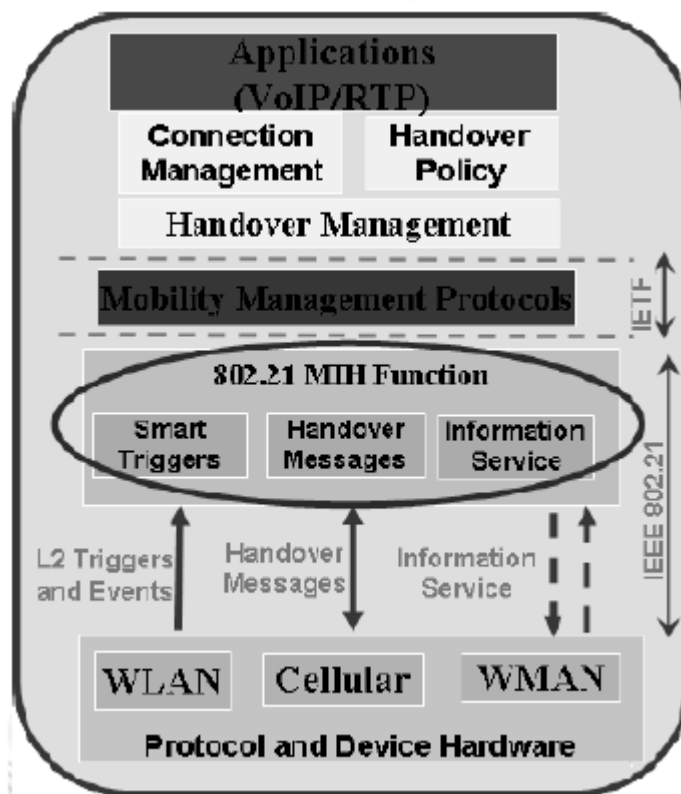 Applications
(VoIP/RTP)
Connection
Management
Handover
Policy
Handover Management
Mobility Management Protocols
IETF
802.21 MIH Function
Smart
Triggers
Handover
Messages
Information
Service
IEEE 802.21
L2 Triggers
and Events
Handover
Messages
Information
Service
WLAN
Cellular
WMAN
Protocol and Device Hardware